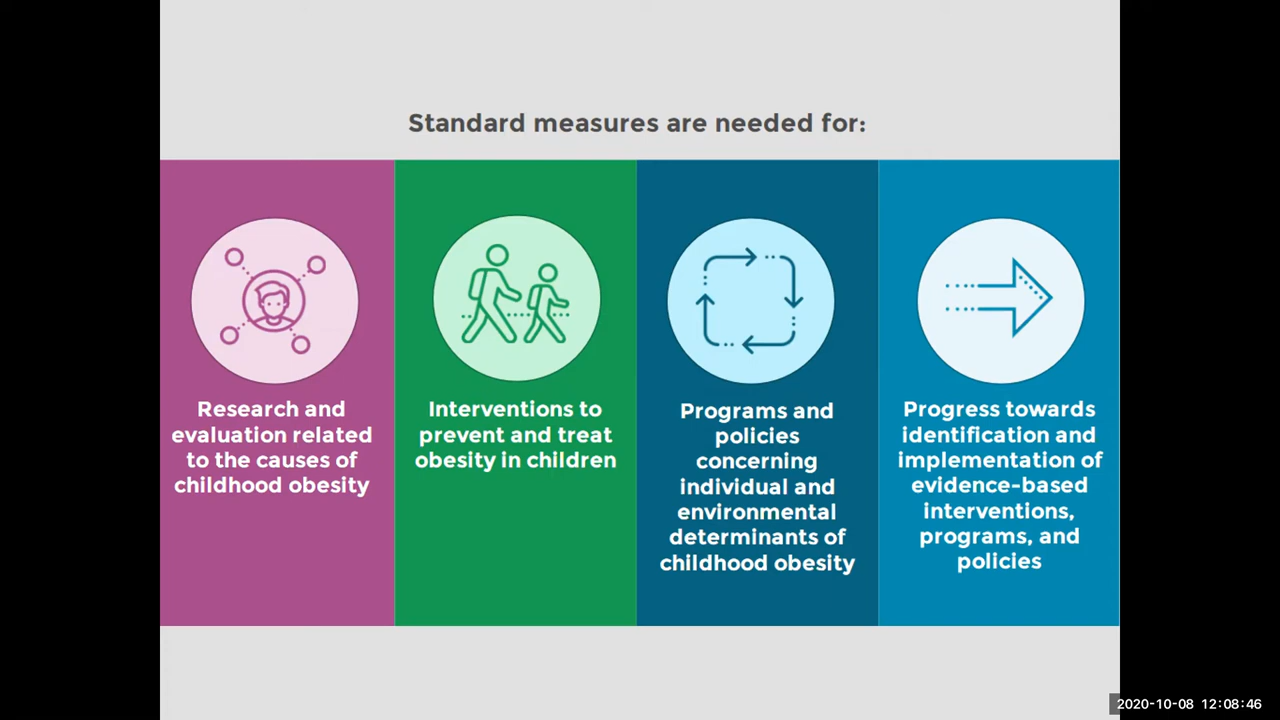 Standard measures are needed for:
Research and
evaluation related
to the causes of
childhood obesity
Interventions to
prevent and treat
obesity in children
Programs and
policies
concerning
individual and
environmental
determinants of
childhood obesity
Progress towards
identification and
implementation of
evidence-based
interventions,
programs, and
policies
2020-10-08 12:08:46